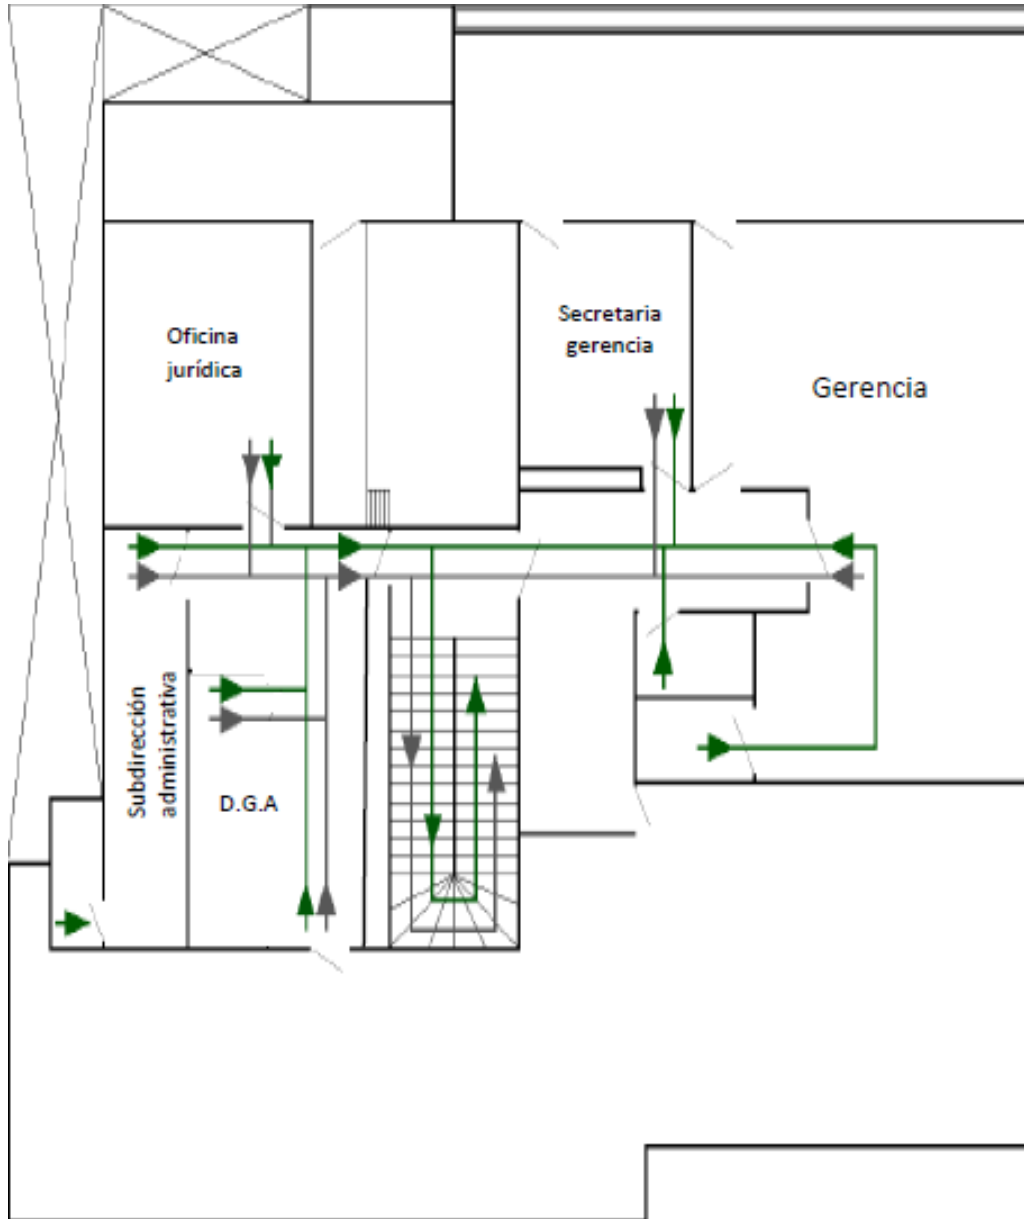 Oficina
jurídica
Secretaria
gerencia
Gerencia
Subdirección
administrativa
D.G.A